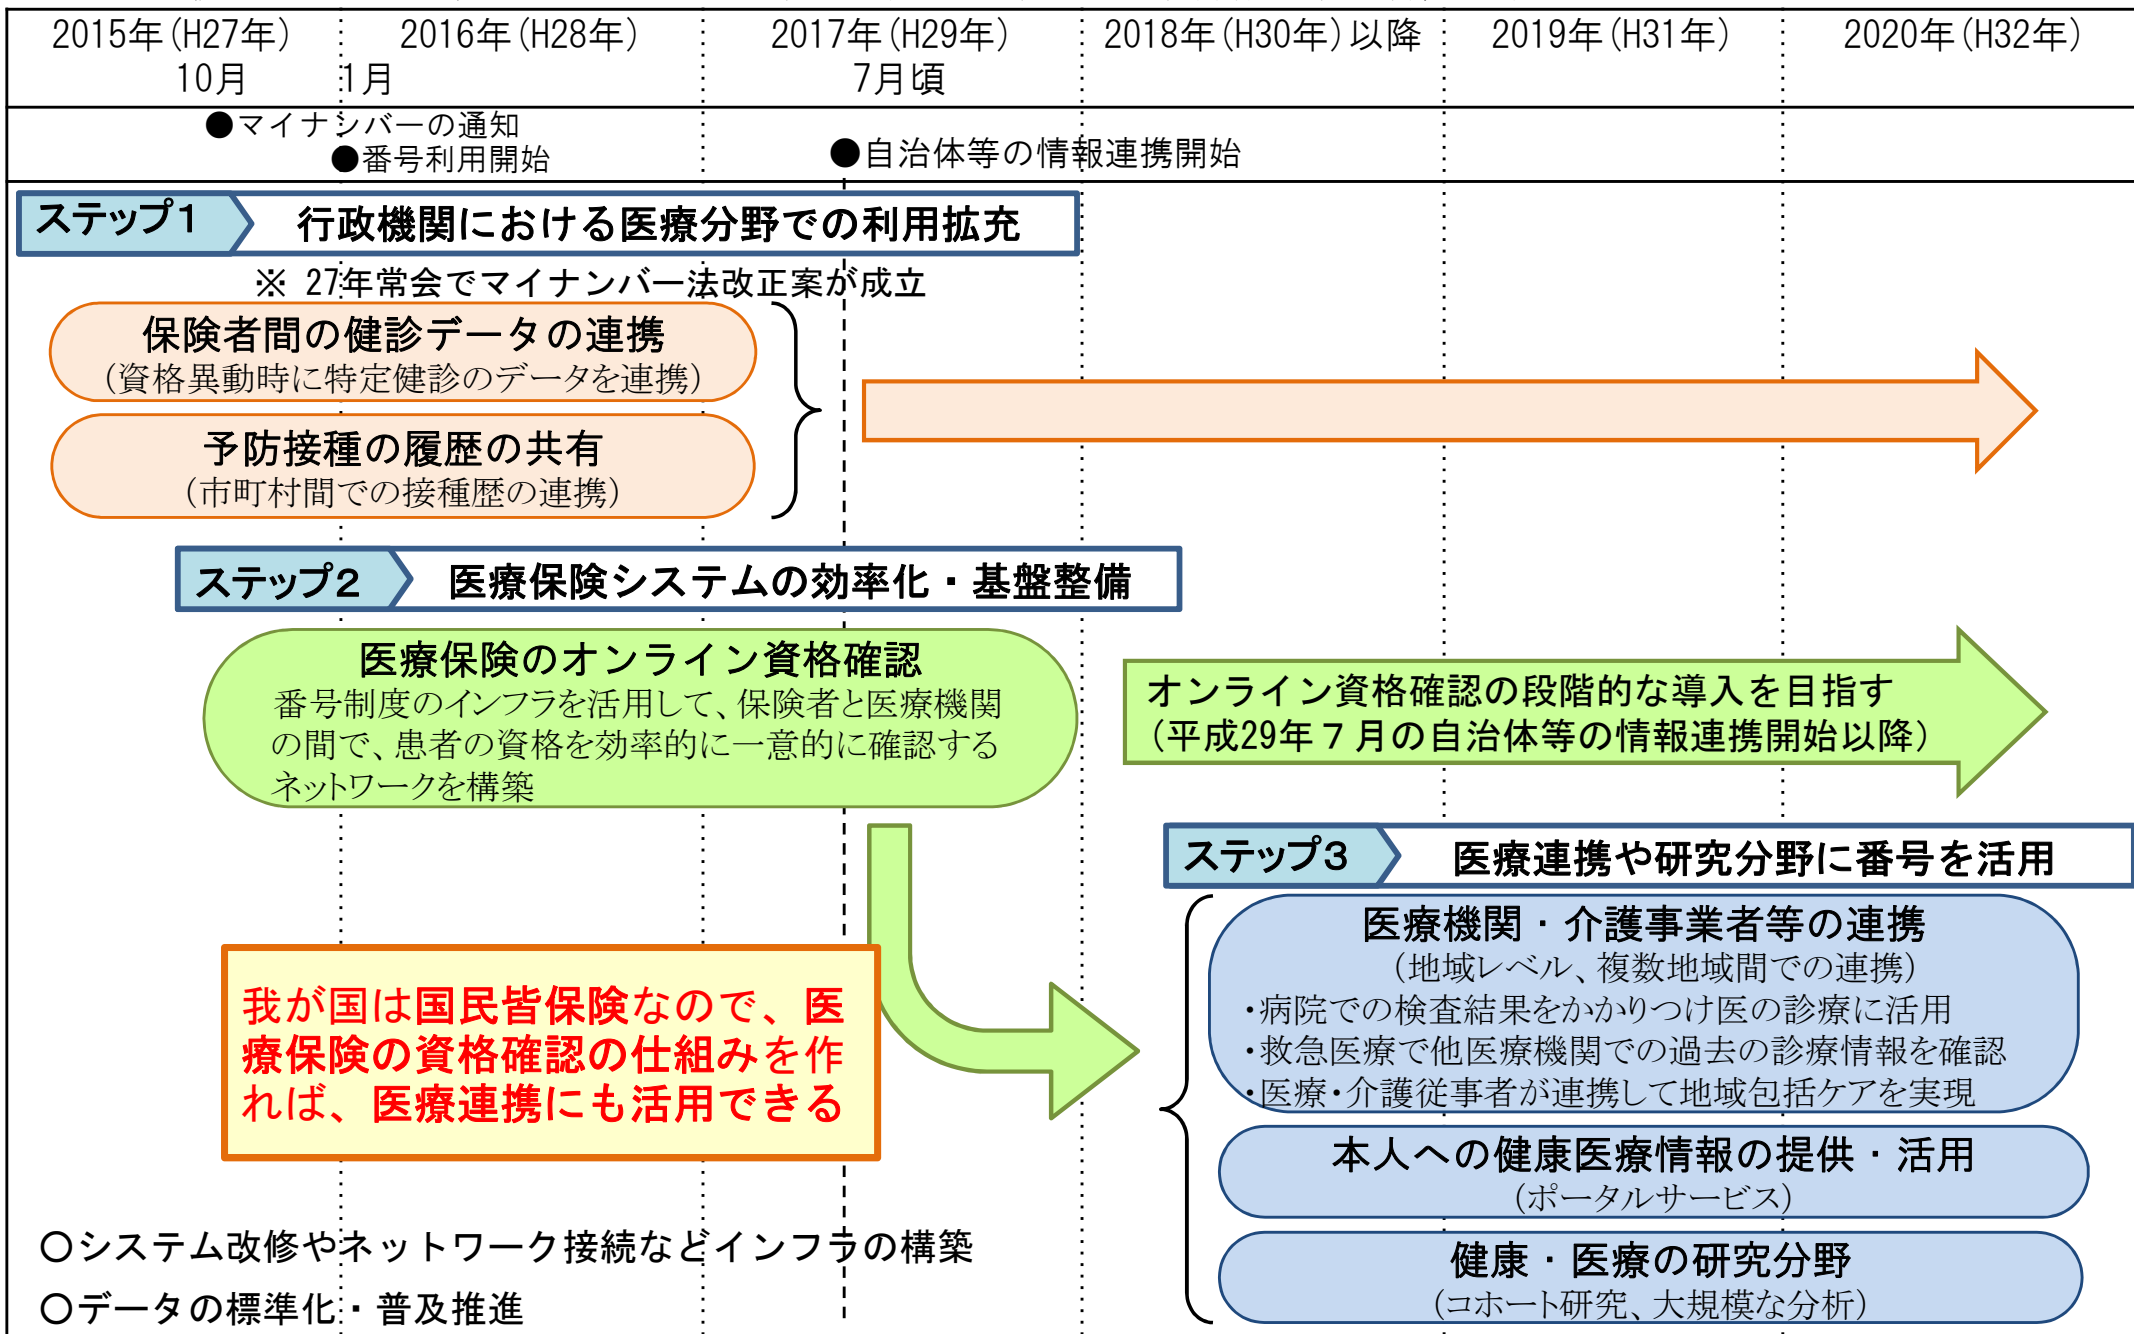 2015年(H27年)
10月
2016年(H28年)
1月
2017年(H29年)
7月頃
2018年(H30年)以降
2019年(H31年)
2020年(H32年)
●マイナンバーの通知
●番号利用開始
●自治体等の情報連携開始
ステップ1
行政機関における医療分野での利用拡充
※ 27年常会でマイナンバー法改正案が成立
保険者間の健診データの連携
(資格異動時に特定健診のデータを連携)
予防接種の履歴の共有
(市町村間での接種歴の連携)
ステップ2
医療保険システムの効率化・基盤整備
医療保険のオンライン資格確認
番号制度のインフラを活用して、保険者と医療機関
の間で、患者の資格を効率的に一意的に確認する
ネットワークを構築
オンライン資格確認の段階的な導入を目指す
(平成29年7月の自治体等の情報連携開始以降)
ステップ3
医療連携や研究分野に番号を活用
医療機関・介護事業者等の連携
(地域レベル、複数地域間での連携)
・病院での検査結果をかかりつけ医の診療に活用
・救急医療で他医療機関での過去の診療情報を確認
・医療・介護従事者が連携して地域包括ケアを実現
本人への健康医療情報の提供・活用
(ポータルサービス)
健康・医療の研究分野
(コホート研究、大規模な分析)
我が国は国民皆保険なので、医
療保険の資格確認の仕組みを作
れば、医療連携にも活用できる
○システム改修やネットワーク接続などインフラの構築
○データの標準化・普及推進